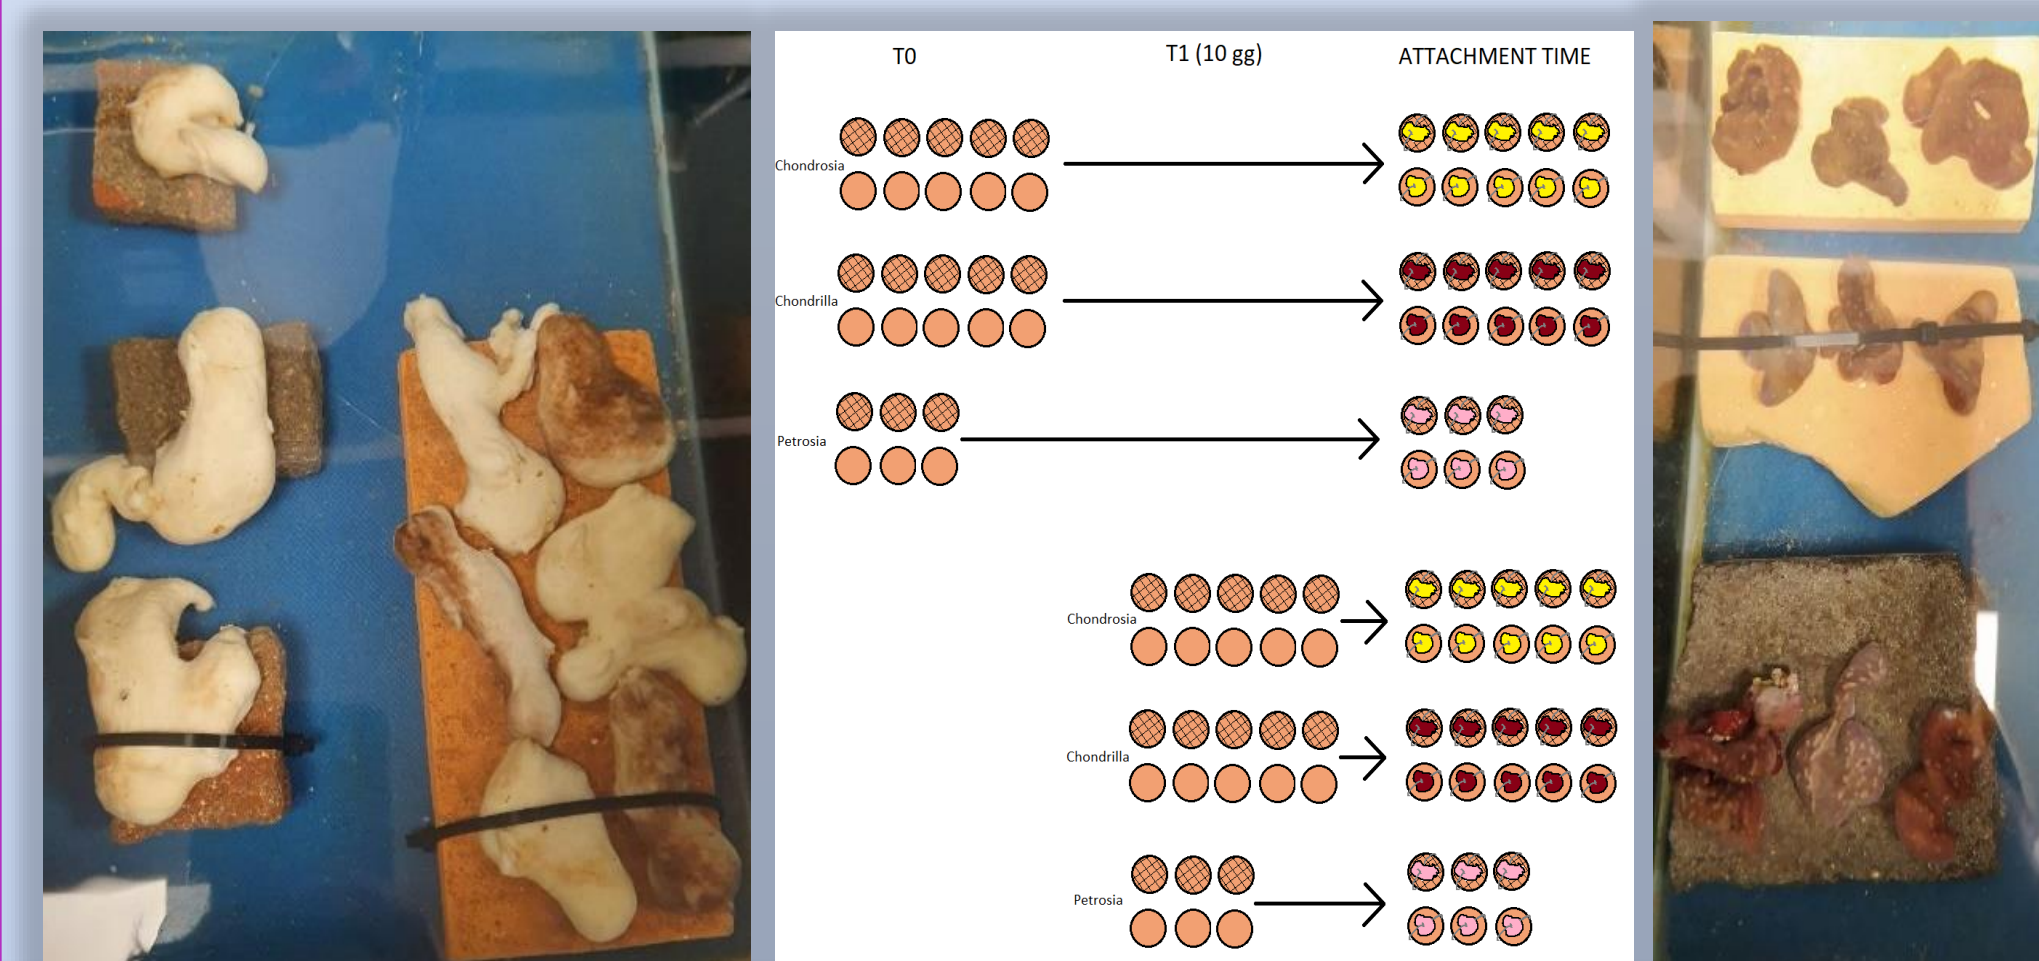 T0
T1 (10 gg)
ATTACHMENT TIME
Chondrosia
Chondrilla
Petrosia
Chondrosia
Chondrilla
Petrosia